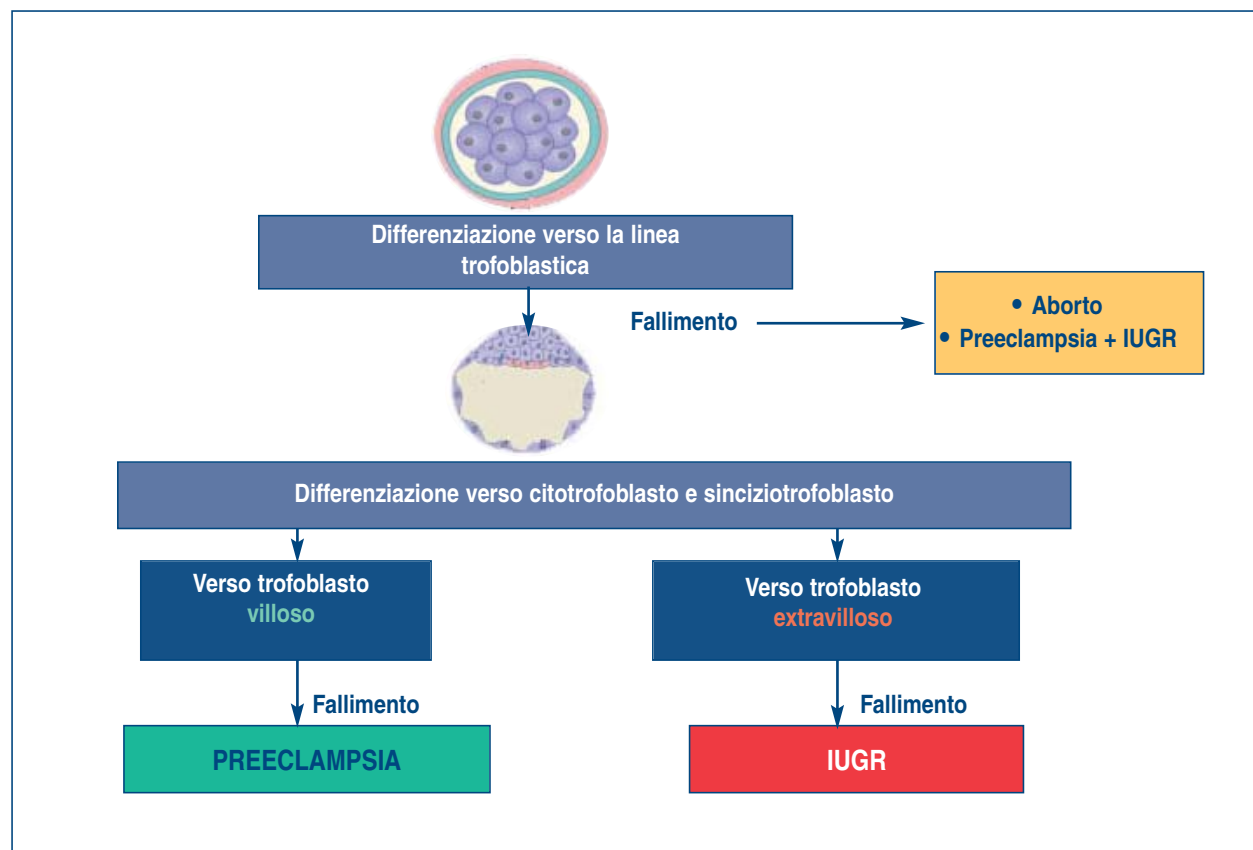 Differenziazione verso la linea
trofoblastica
Fallimento
• Aborto
• Preeclampsia + IUGR
Differenziazione verso citotrofoblasto e sinciziotrofoblasto
Verso trofoblasto
villoso
Verso trofoblasto
extravilloso
Fallimento
Fallimento
PREECLAMPSIA
IUGR